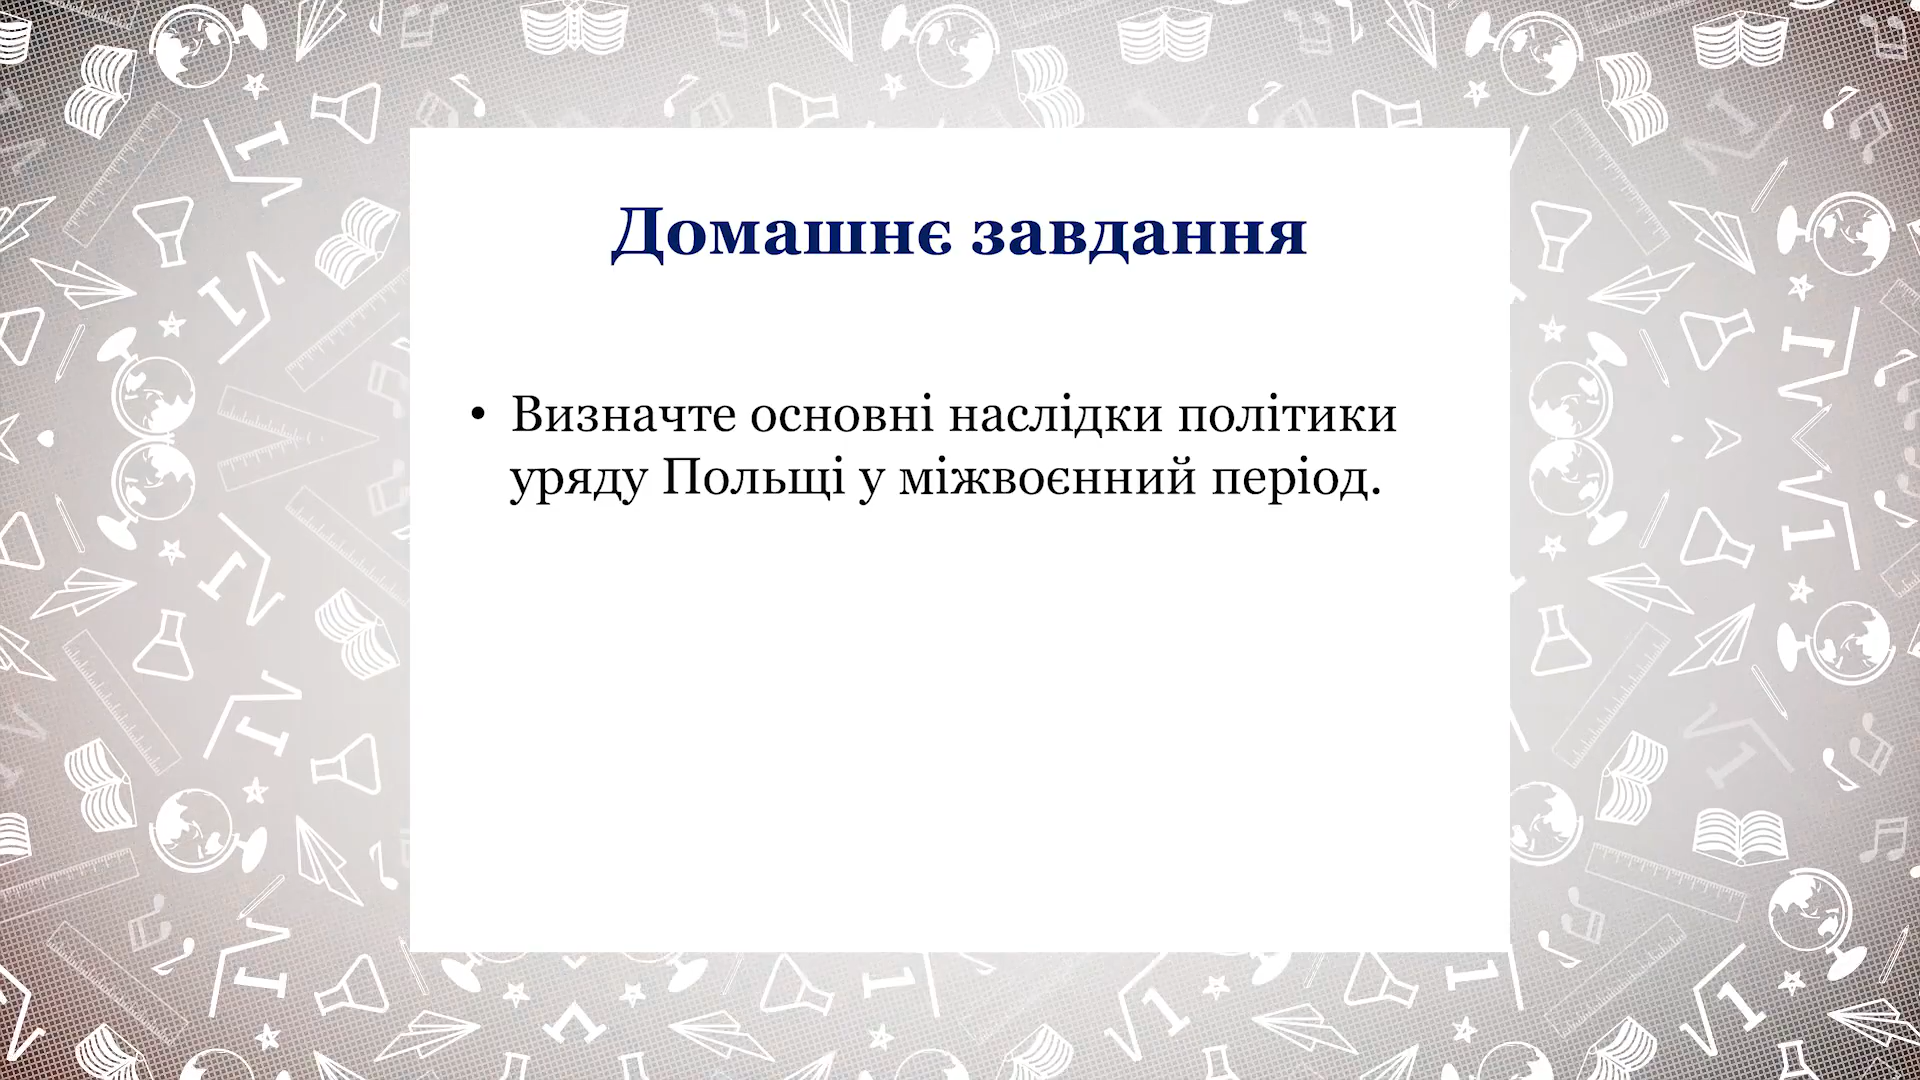 Домашнє завдання
• Визначте основні наслідки політики
уряду Польщі у міжвоєнний період.